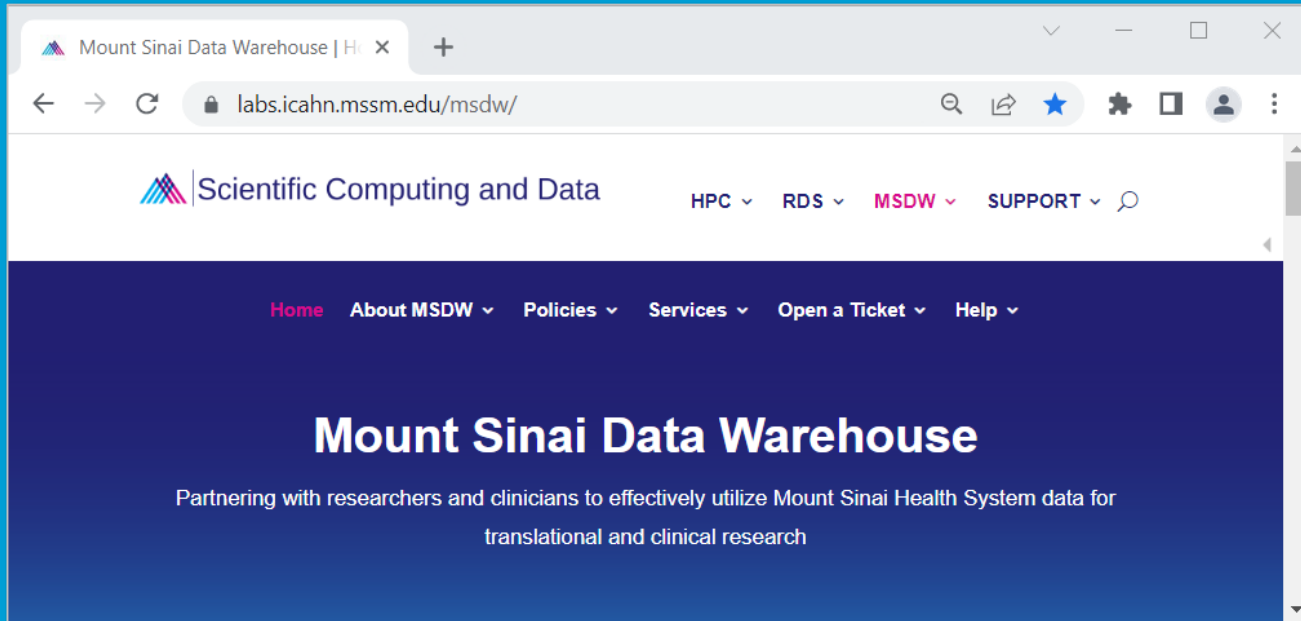 Mount Sinai Data Warehouse | H
labs.icahn.mssm.edu/msdw/
Scientific Computing and Data
HPC RDS MSDW SUPPORT
Home About MSDW Policies Services Open a Ticket Help
Mount Sinai Data Warehouse
Partnering with researchers and clinicians to effectively utilize Mount Sinai Health System data for
translational and clinical research